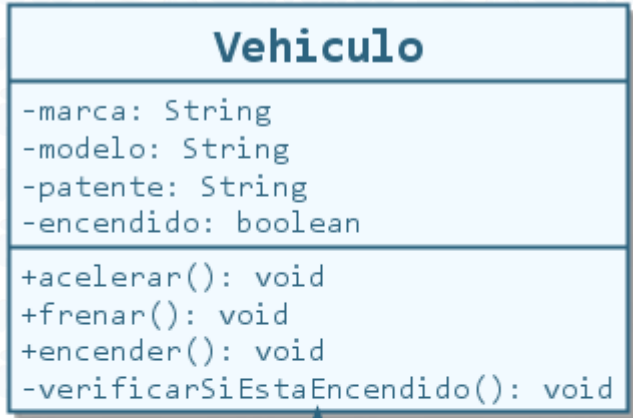 Vehiculo
-marca: String
-modelo: String
-patente: String
-encendido: boolean
+acelerar(): void
+frenar(): void
+encender(): void
-verificarSiEstaEncendido(): void